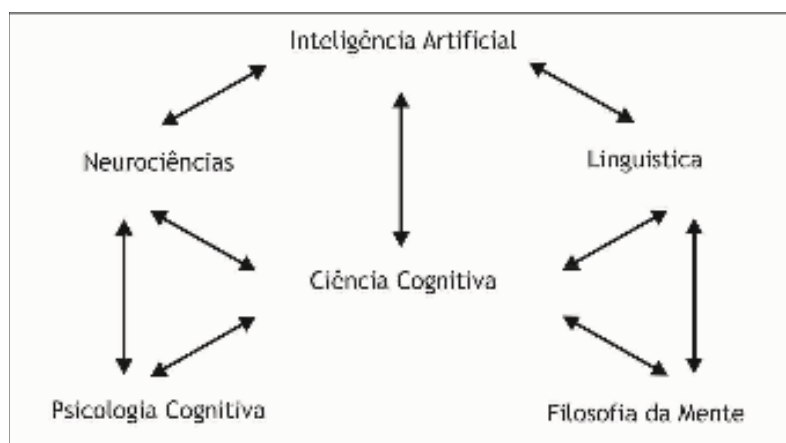 Inteligência Artificial
Neurociências
Linguistica
Ciência Cognitiva
Psicologia Cognitiva
Filosofia da Mente